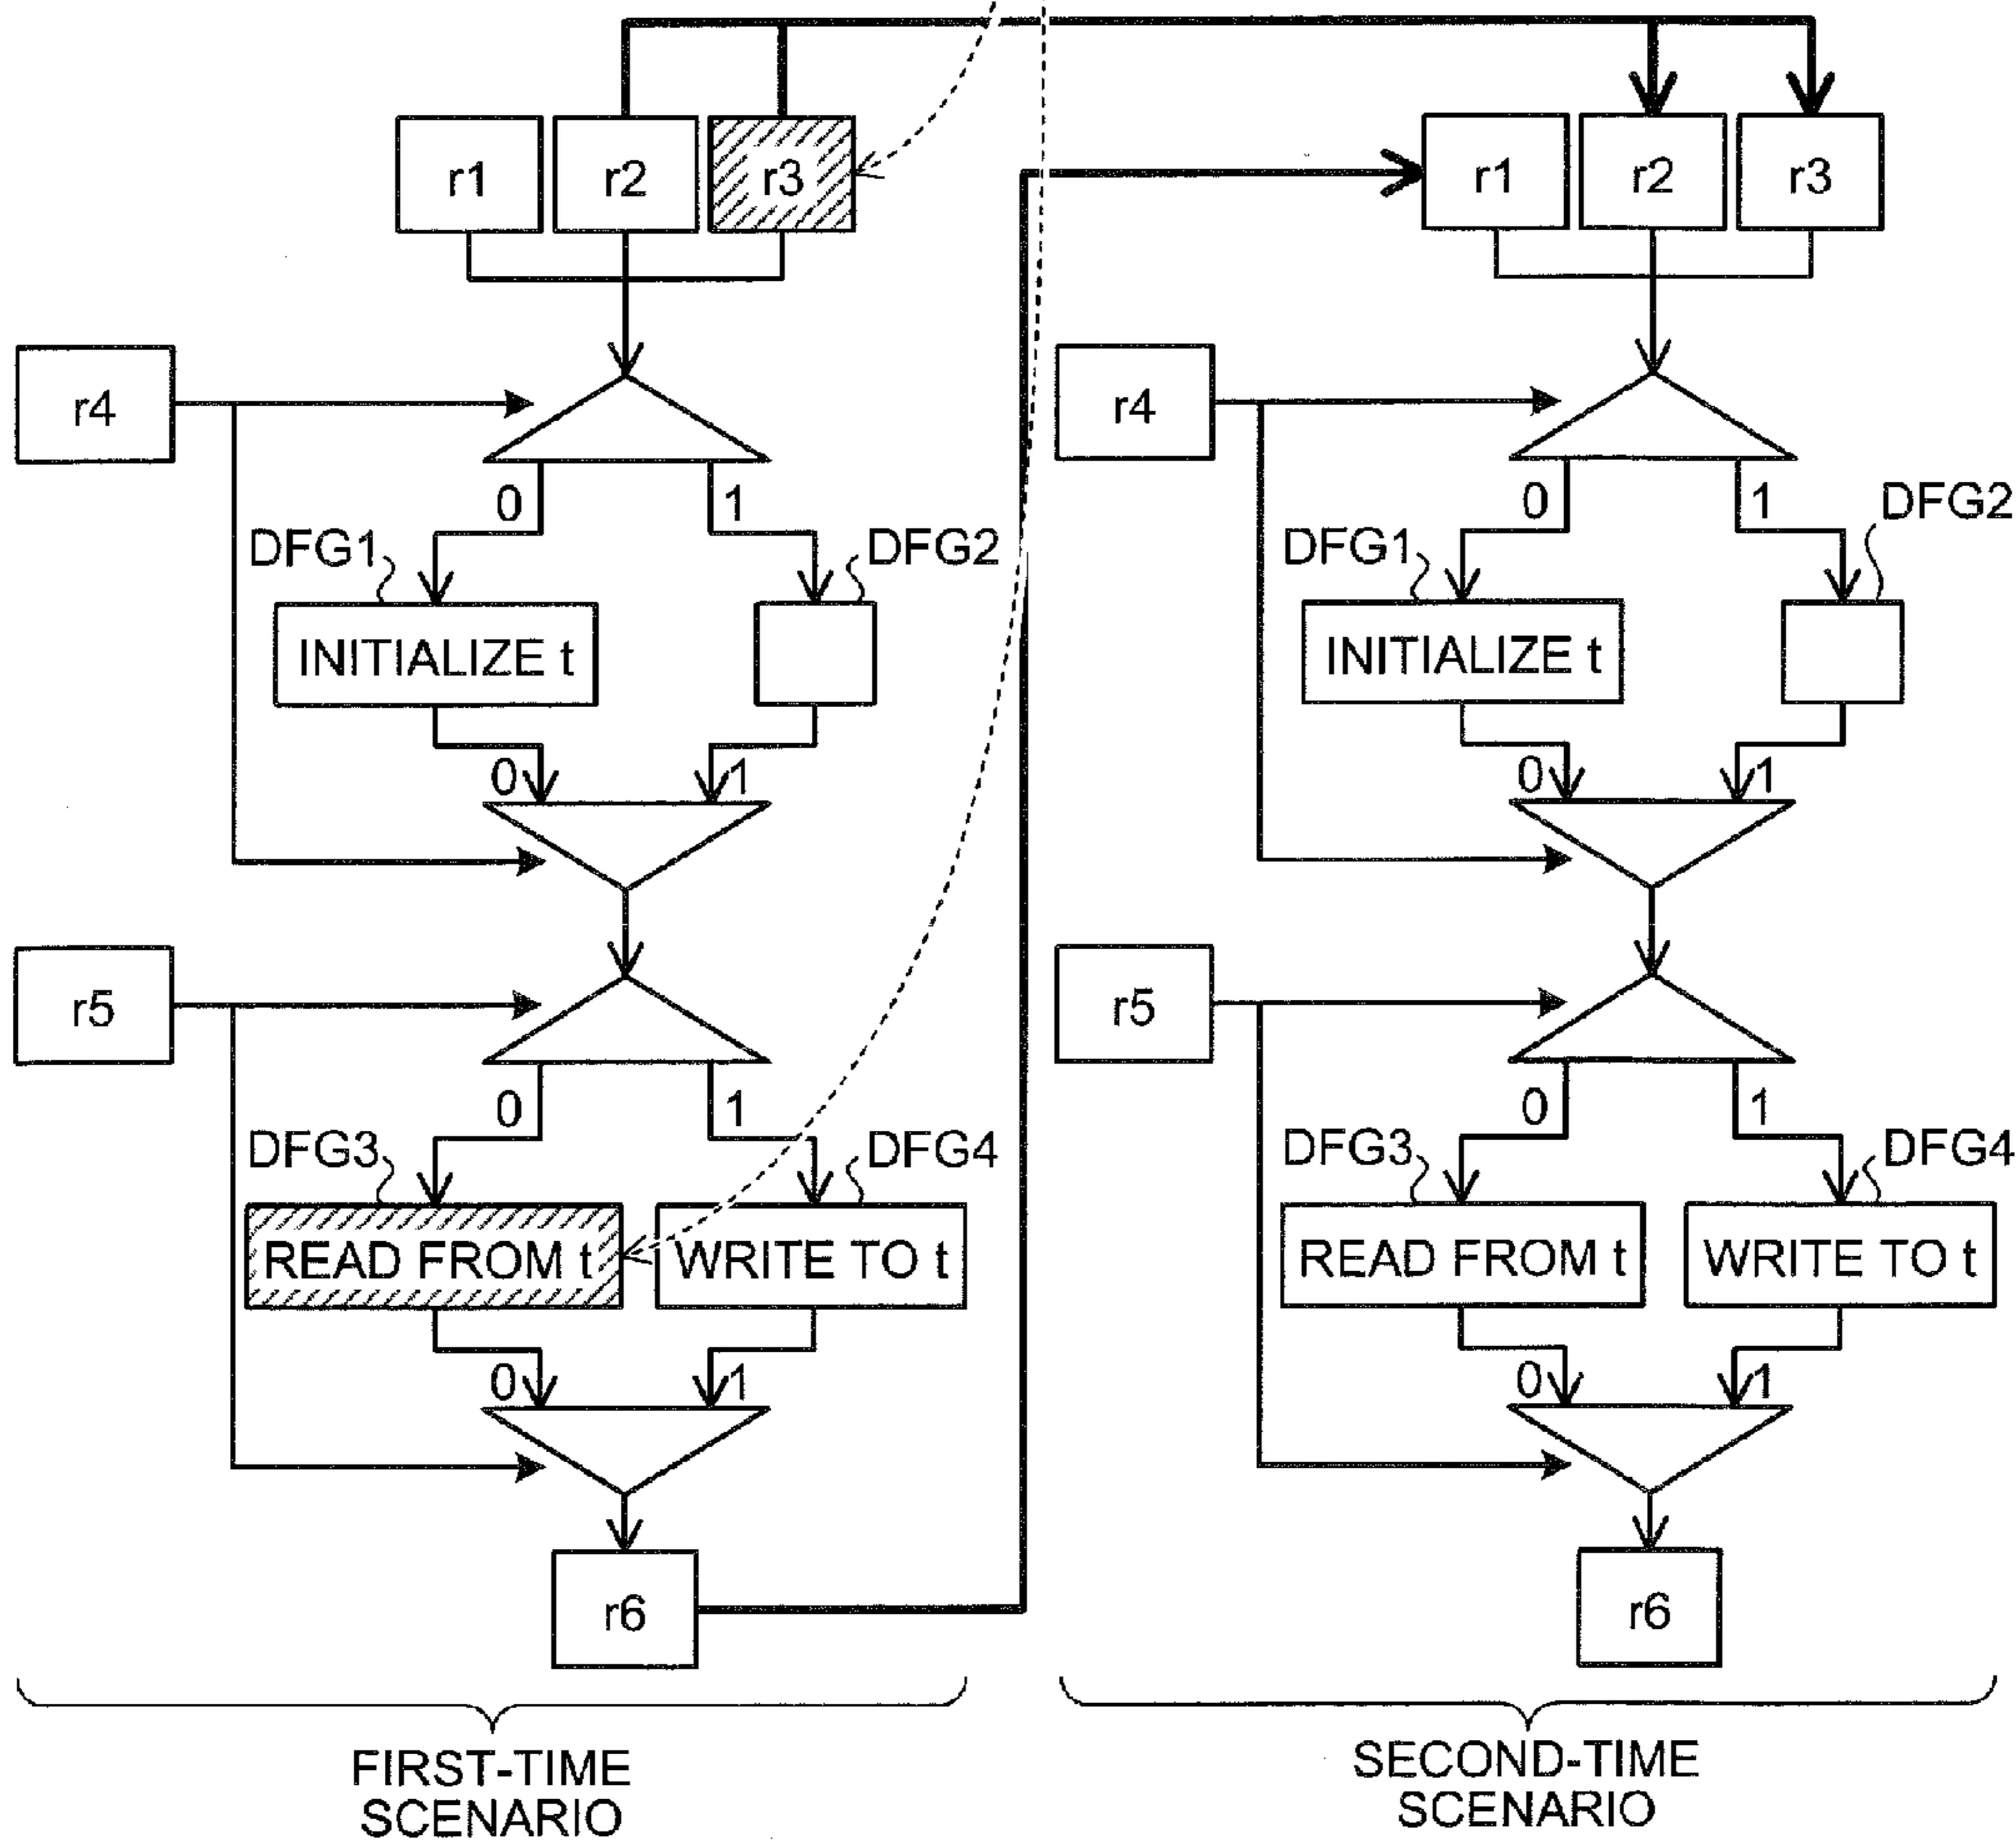 r1 r2 r3 r1 r2 r3
r4 r4
0 1 0 1
DFG1 DFG2 DFG1 DFG2
INITIALIZE t INITIALIZE t
0 1 0 1
r5 r5
0 1 0 1
DFG3 DFG4 DFG3 DFG4
READ FROM t WRITE TO t READ FROM t WRITE TO t
0 1 0 1
r6 r6
FIRST-TIME SCENARIO
SECOND-TIME SCENARIO